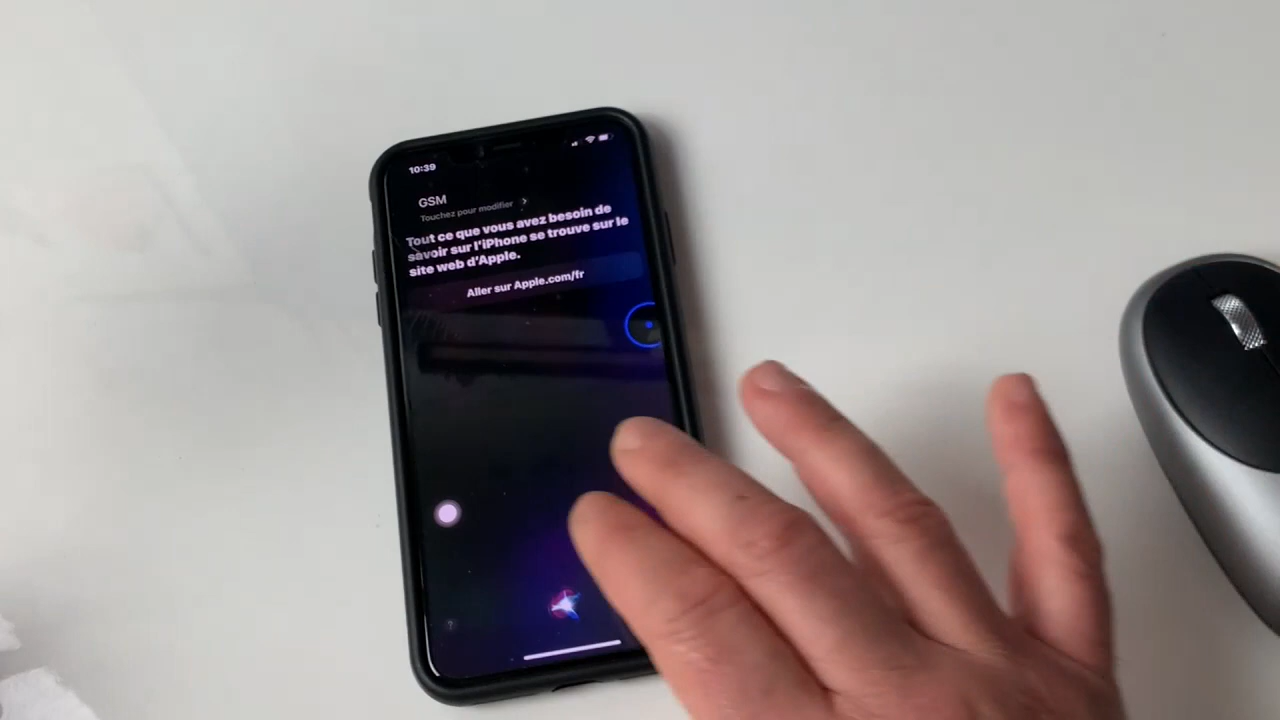 10:39
GSM
Touchez pour modifier >
Tout ce que vous avez besoin de
savoir sur l'iPhone se trouve sur le
site web d'Apple.
Aller sur Apple.com/fr
?